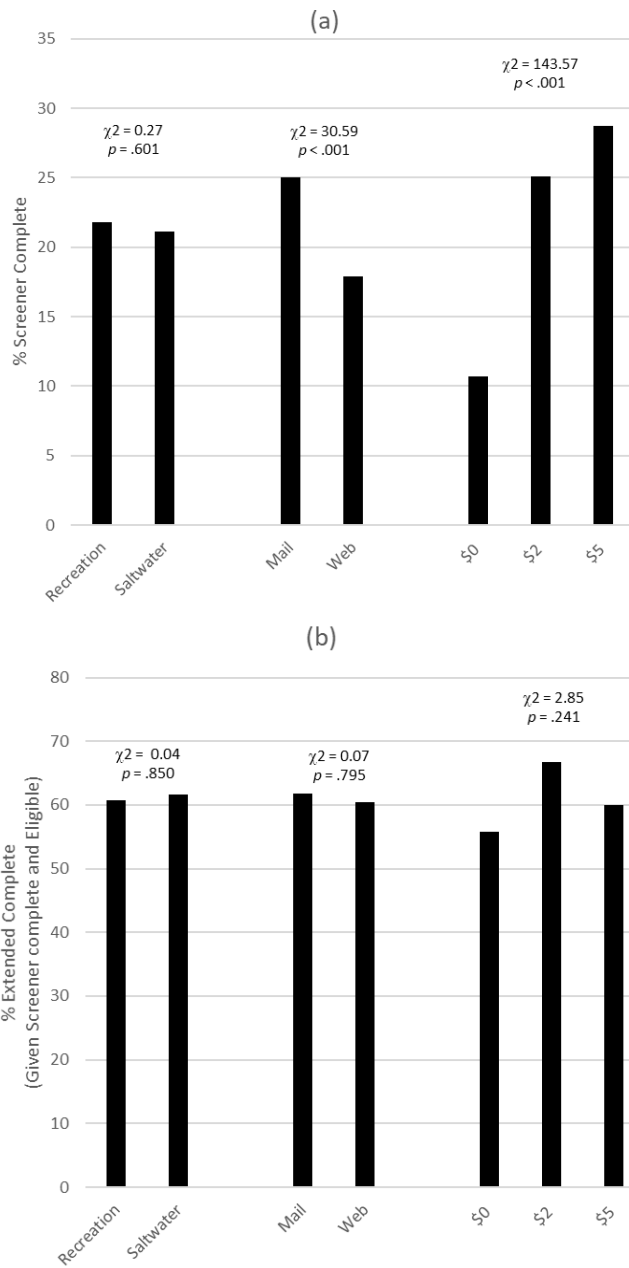 (a)
35
30
25
20
15
10
5
0
% Screener Complete
χ2 = 0.27
p = .601
χ2 = 30.59
p < .001
χ2 = 143.57
p < .001
Recreation
Saltwater
Mail
Web
$0
$2
$5
(b)
80
70
60
50
40
30
20
10
0
% Extended Complete
(Given Screener complete and Eligible)
χ2 = 0.04
p = .850
χ2 = 0.07
p = .795
χ2 = 2.85
p = .241
Recreation
Saltwater
Mail
Web
$0
$2
$5